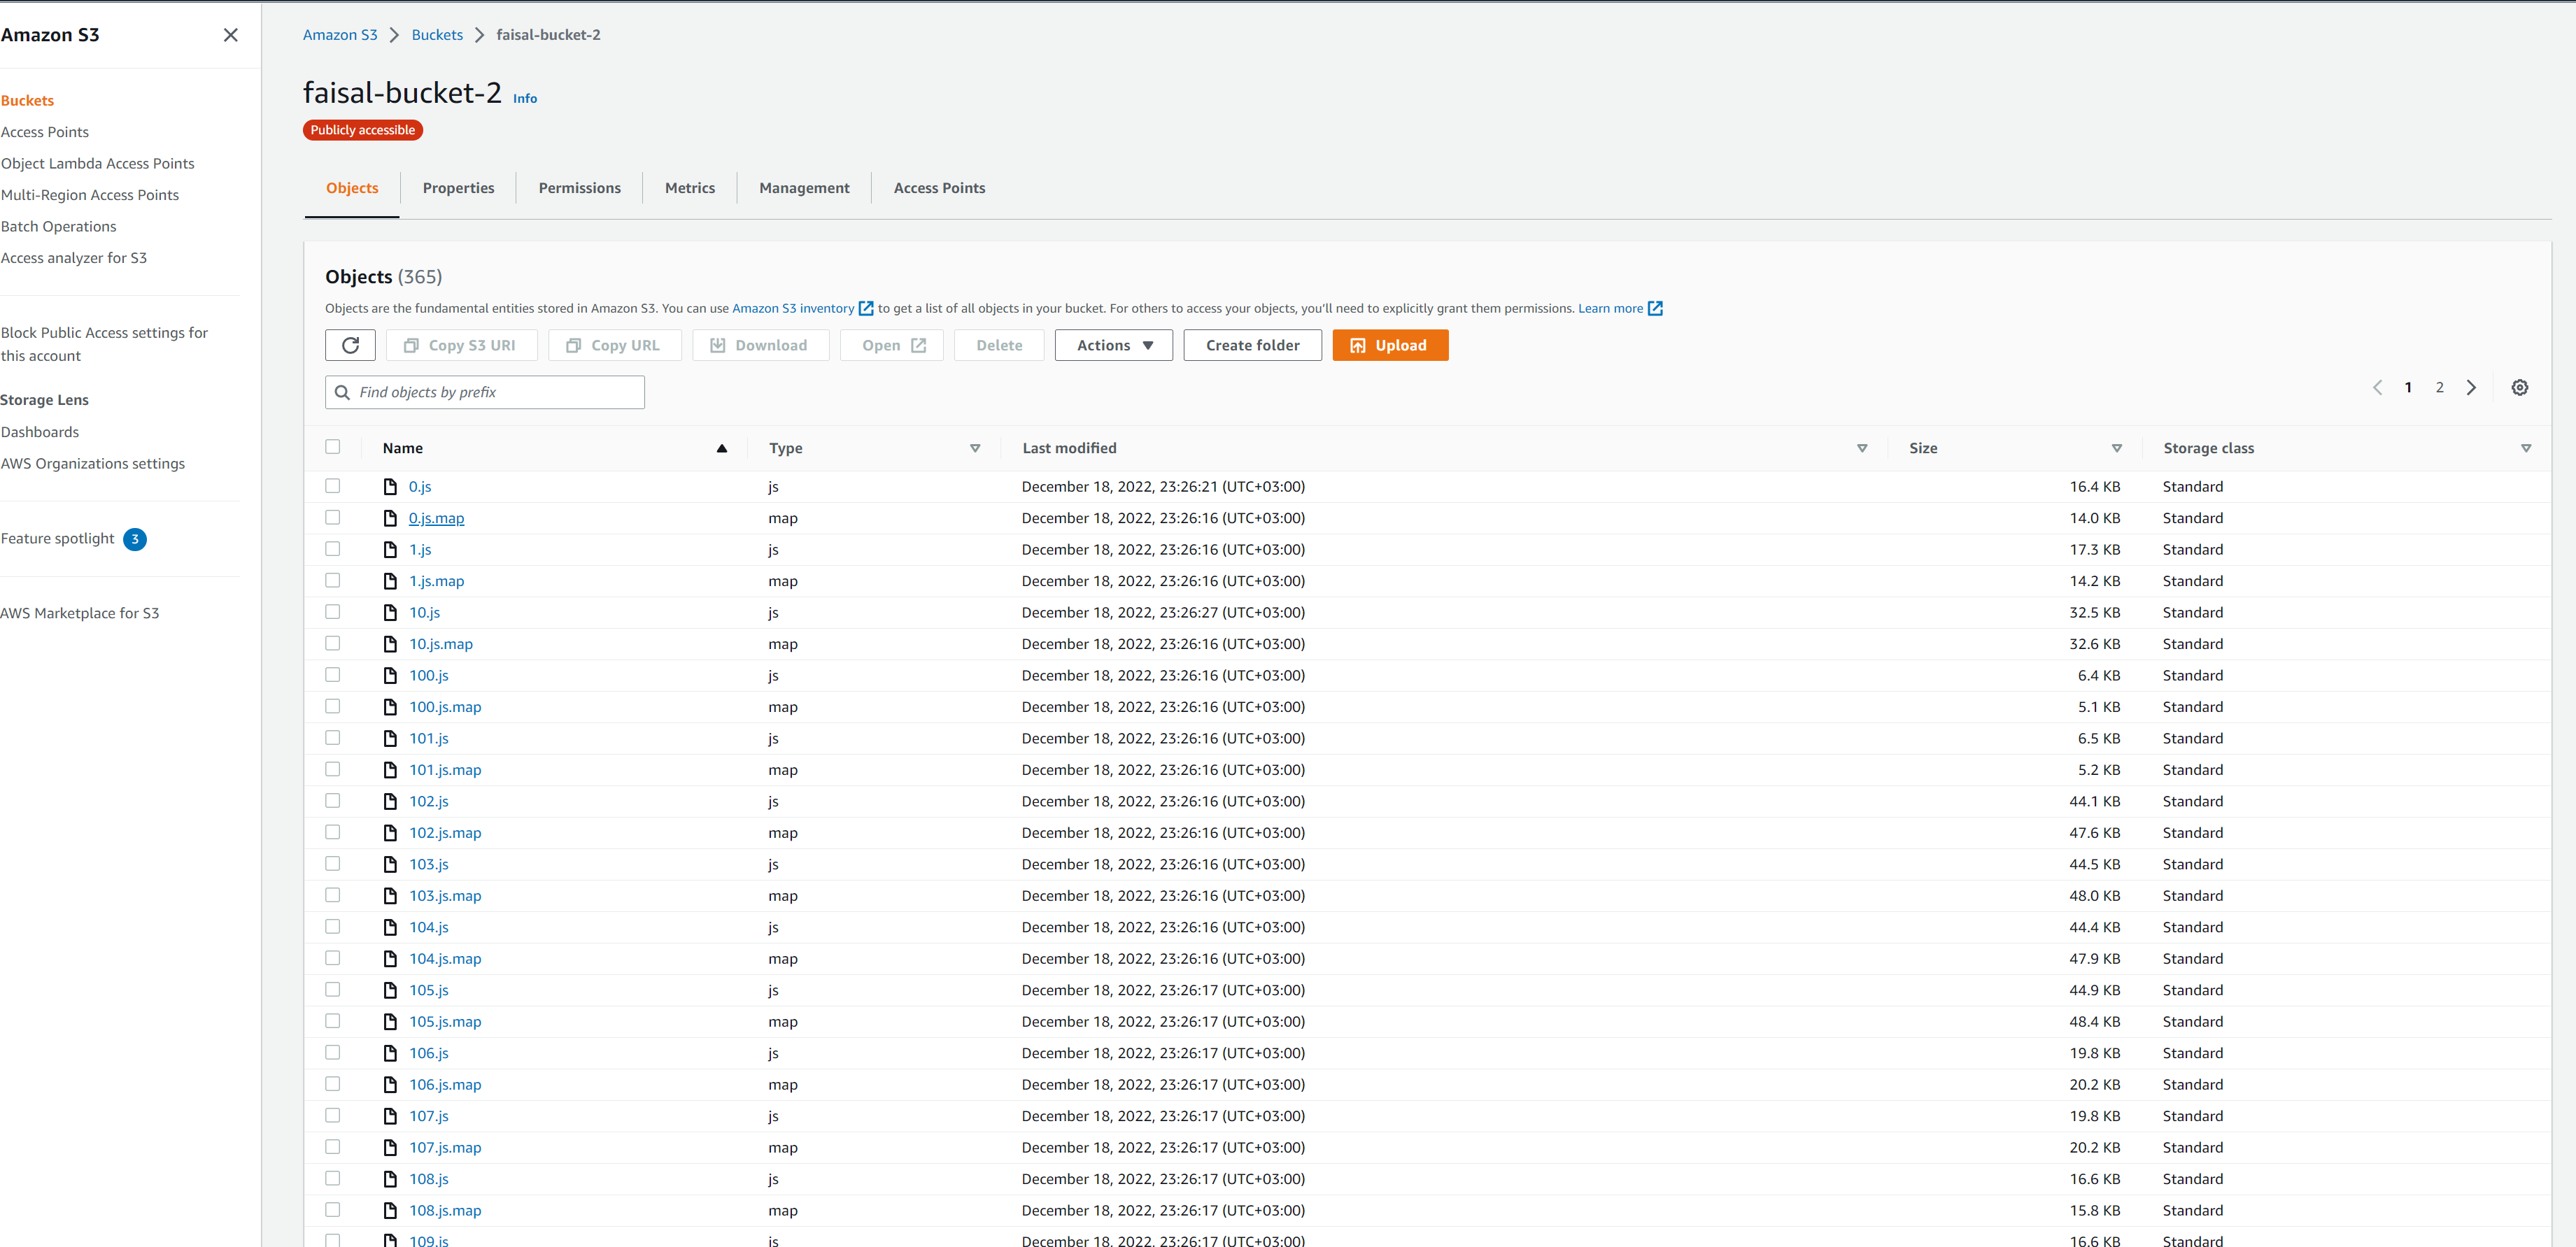 Amazon S3
Buckets
Access Points
Object Lambda Access Points
Multi-Region Access Points
Batch Operations
Access analyzer for S3
Block Public Access settings for
this account
Storage Lens
Dashboards
AWS Organizations settings
Feature spotlight 3
AWS Marketplace for S3
Amazon S3 Buckets faisal-bucket-2
faisal-bucket-2 Info
Publicly accessible
Objects Properties Permissions Metrics Management Access Points
Objects (365)
Objects are the fundamental entities stored in Amazon S3. You can use Amazon S3 inventory to get a list of all objects in your bucket. For others to access your objects, you'll need to explicitly grant them permissions. Learn more
Copy S3 URI Copy URL Download Open Delete Actions Create folder Upload
Find objects by prefix 1 2
Name Type Last modified Size Storage class
0.js js December 18, 2022, 23:26:21 (UTC+03:00) 16.4 KB Standard
0.js.map map December 18, 2022, 23:26:16 (UTC+03:00) 14.0 KB Standard
1.js js December 18, 2022, 23:26:16 (UTC+03:00) 17.3 KB Standard
1.js.map map December 18, 2022, 23:26:16 (UTC+03:00) 14.2 KB Standard
10.js js December 18, 2022, 23:26:27 (UTC+03:00) 32.5 KB Standard
10.js.map map December 18, 2022, 23:26:16 (UTC+03:00) 32.6 KB Standard
100.js js December 18, 2022, 23:26:16 (UTC+03:00) 6.4 KB Standard
100.js.map map December 18, 2022, 23:26:16 (UTC+03:00) 5.1 KB Standard
101.js js December 18, 2022, 23:26:16 (UTC+03:00) 6.5 KB Standard
101.js.map map December 18, 2022, 23:26:16 (UTC+03:00) 5.2 KB Standard
102.js js December 18, 2022, 23:26:16 (UTC+03:00) 44.1 KB Standard
102.js.map map December 18, 2022, 23:26:16 (UTC+03:00) 47.6 KB Standard
103.js js December 18, 2022, 23:26:16 (UTC+03:00) 44.5 KB Standard
103.js.map map December 18, 2022, 23:26:16 (UTC+03:00) 48.0 KB Standard
104.js js December 18, 2022, 23:26:16 (UTC+03:00) 44.4 KB Standard
104.js.map map December 18, 2022, 23:26:16 (UTC+03:00) 47.9 KB Standard
105.js js December 18, 2022, 23:26:17 (UTC+03:00) 44.9 KB Standard
105.js.map map December 18, 2022, 23:26:17 (UTC+03:00) 48.4 KB Standard
106.js js December 18, 2022, 23:26:17 (UTC+03:00) 19.8 KB Standard
106.js.map map December 18, 2022, 23:26:17 (UTC+03:00) 20.2 KB Standard
107.js js December 18, 2022, 23:26:17 (UTC+03:00) 19.8 KB Standard
107.js.map map December 18, 2022, 23:26:17 (UTC+03:00) 20.2 KB Standard
108.js js December 18, 2022, 23:26:17 (UTC+03:00) 16.6 KB Standard
108.js.map map December 18, 2022, 23:26:17 (UTC+03:00) 15.8 KB Standard
109.js js December 18, 2022, 23:26:17 (UTC+03:00) 16.6 KB Standard